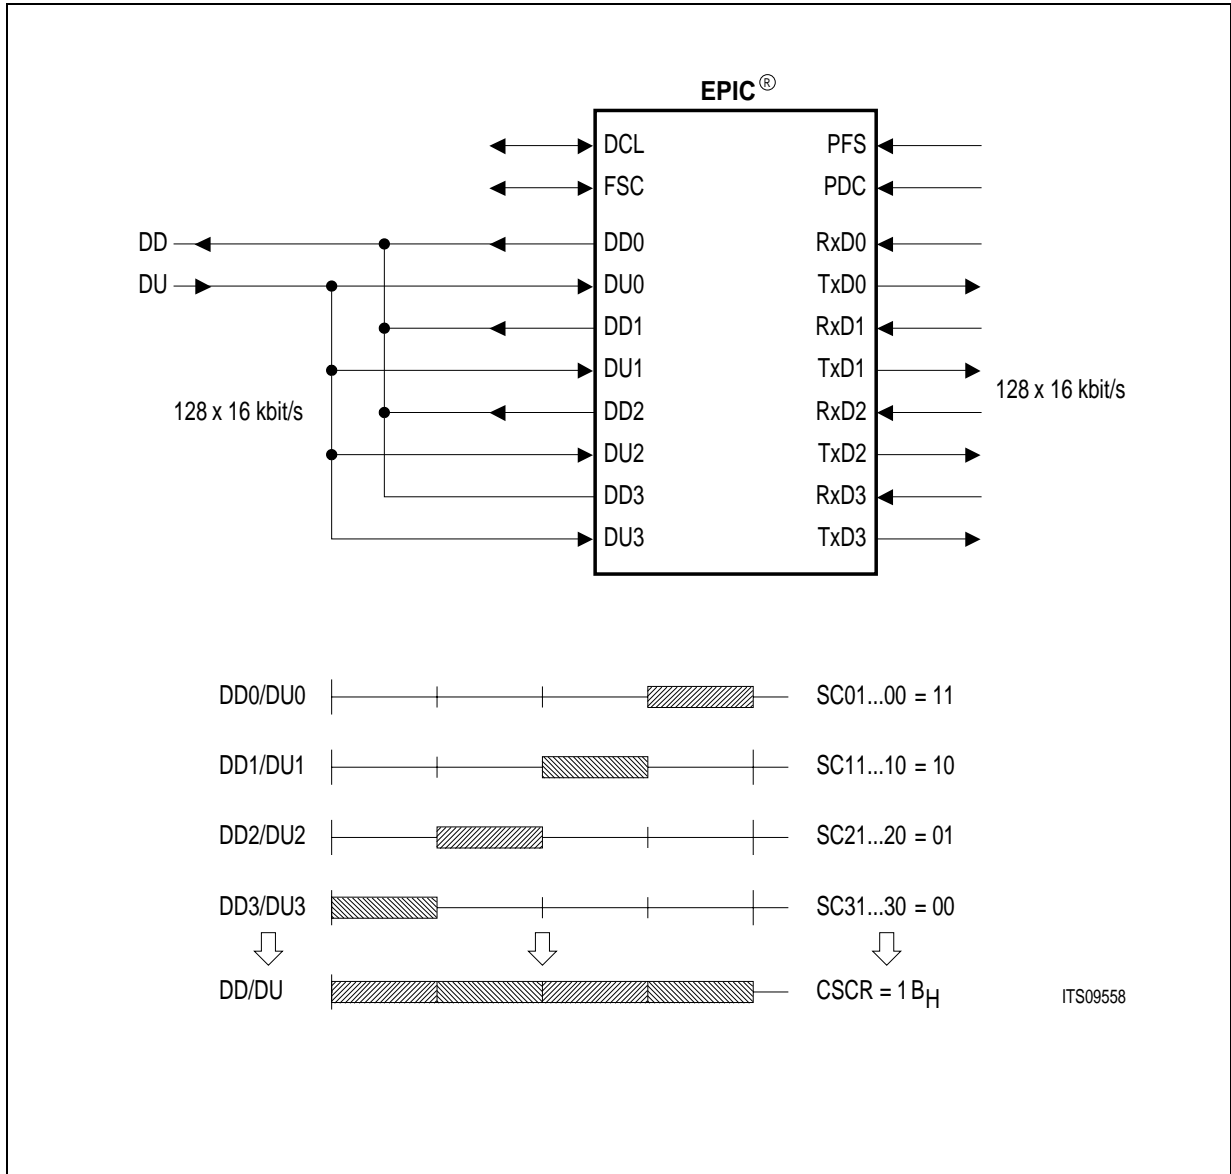 EPIC ®
DCL PFS
FSC PDC
DD DD0 RxD0
DU DU0 TxD0
DD1 RxD1
DU1 TxD1
128 x 16 kbit/s 128 x 16 kbit/s
DD2 RxD2
DU2 TxD2
DD3 RxD3
DU3 TxD3
DD0/DU0 SC01...00 = 11
DD1/DU1 SC11...10 = 10
DD2/DU2 SC21...20 = 01
DD3/DU3 SC31...30 = 00
DD/DU CSCR = 1BH ITS09558